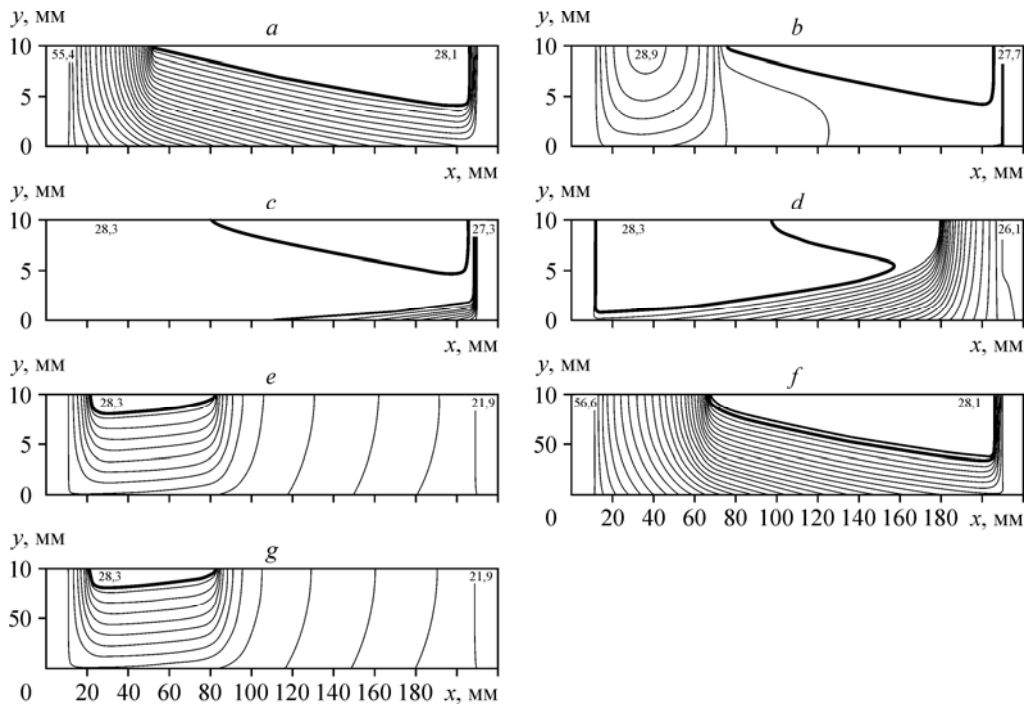 y, мм a y, мм b
10 55,4 28,1 10 28,9 27,7
5 5
0 0
x, мм x, мм
y, мм c y, мм d
10 28,3 27,3 10 28,3 26,1
5 5
0 0
x, мм x, мм
y, мм e y, мм f
10 28,3 21,9 10 56,6 28,1
5 50
0
0 20 40 60 80 100 120 140 160 180 x, мм
y, мм g
10 28,3 21,9
50
0 20 40 60 80 100 120 140 160 180 x, мм